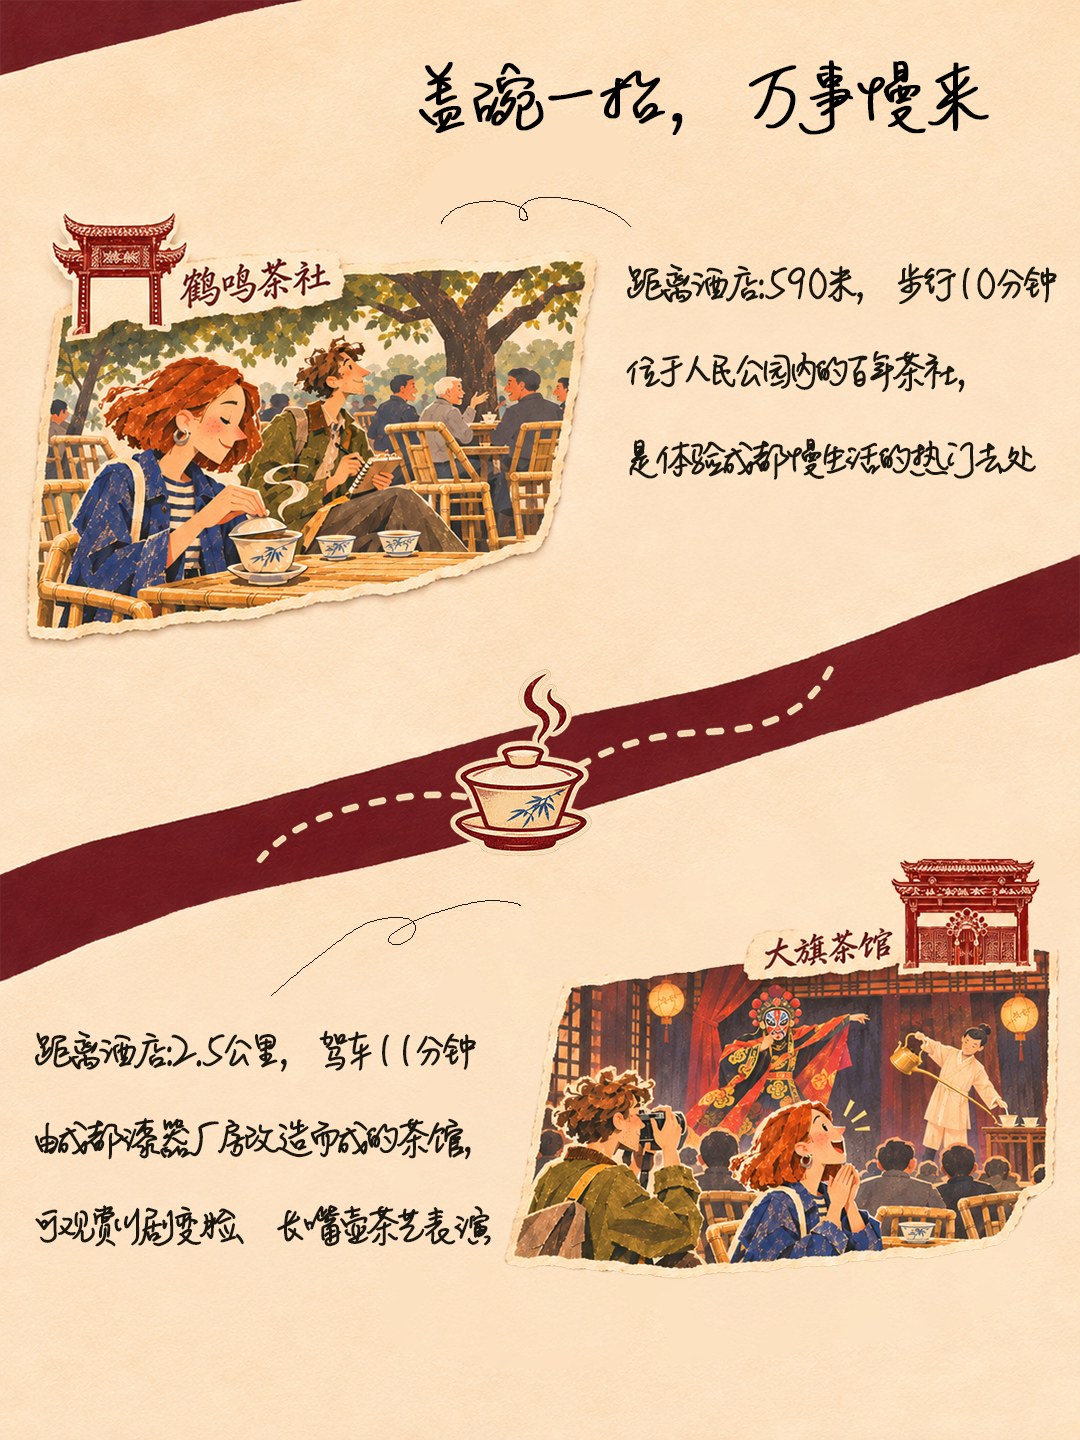 盖碗一抬，万事慢来
鹤鸣茶社
距离酒店:590米，步行10分钟
位于人民公园内的百年茶社，
是体验成都慢生活的热门去处
大旗茶馆
距离酒店:2.5公里，驾车11分钟
由成都漆器厂房改造而成的茶馆，
可观赏川剧变脸 长嘴壶茶艺表演